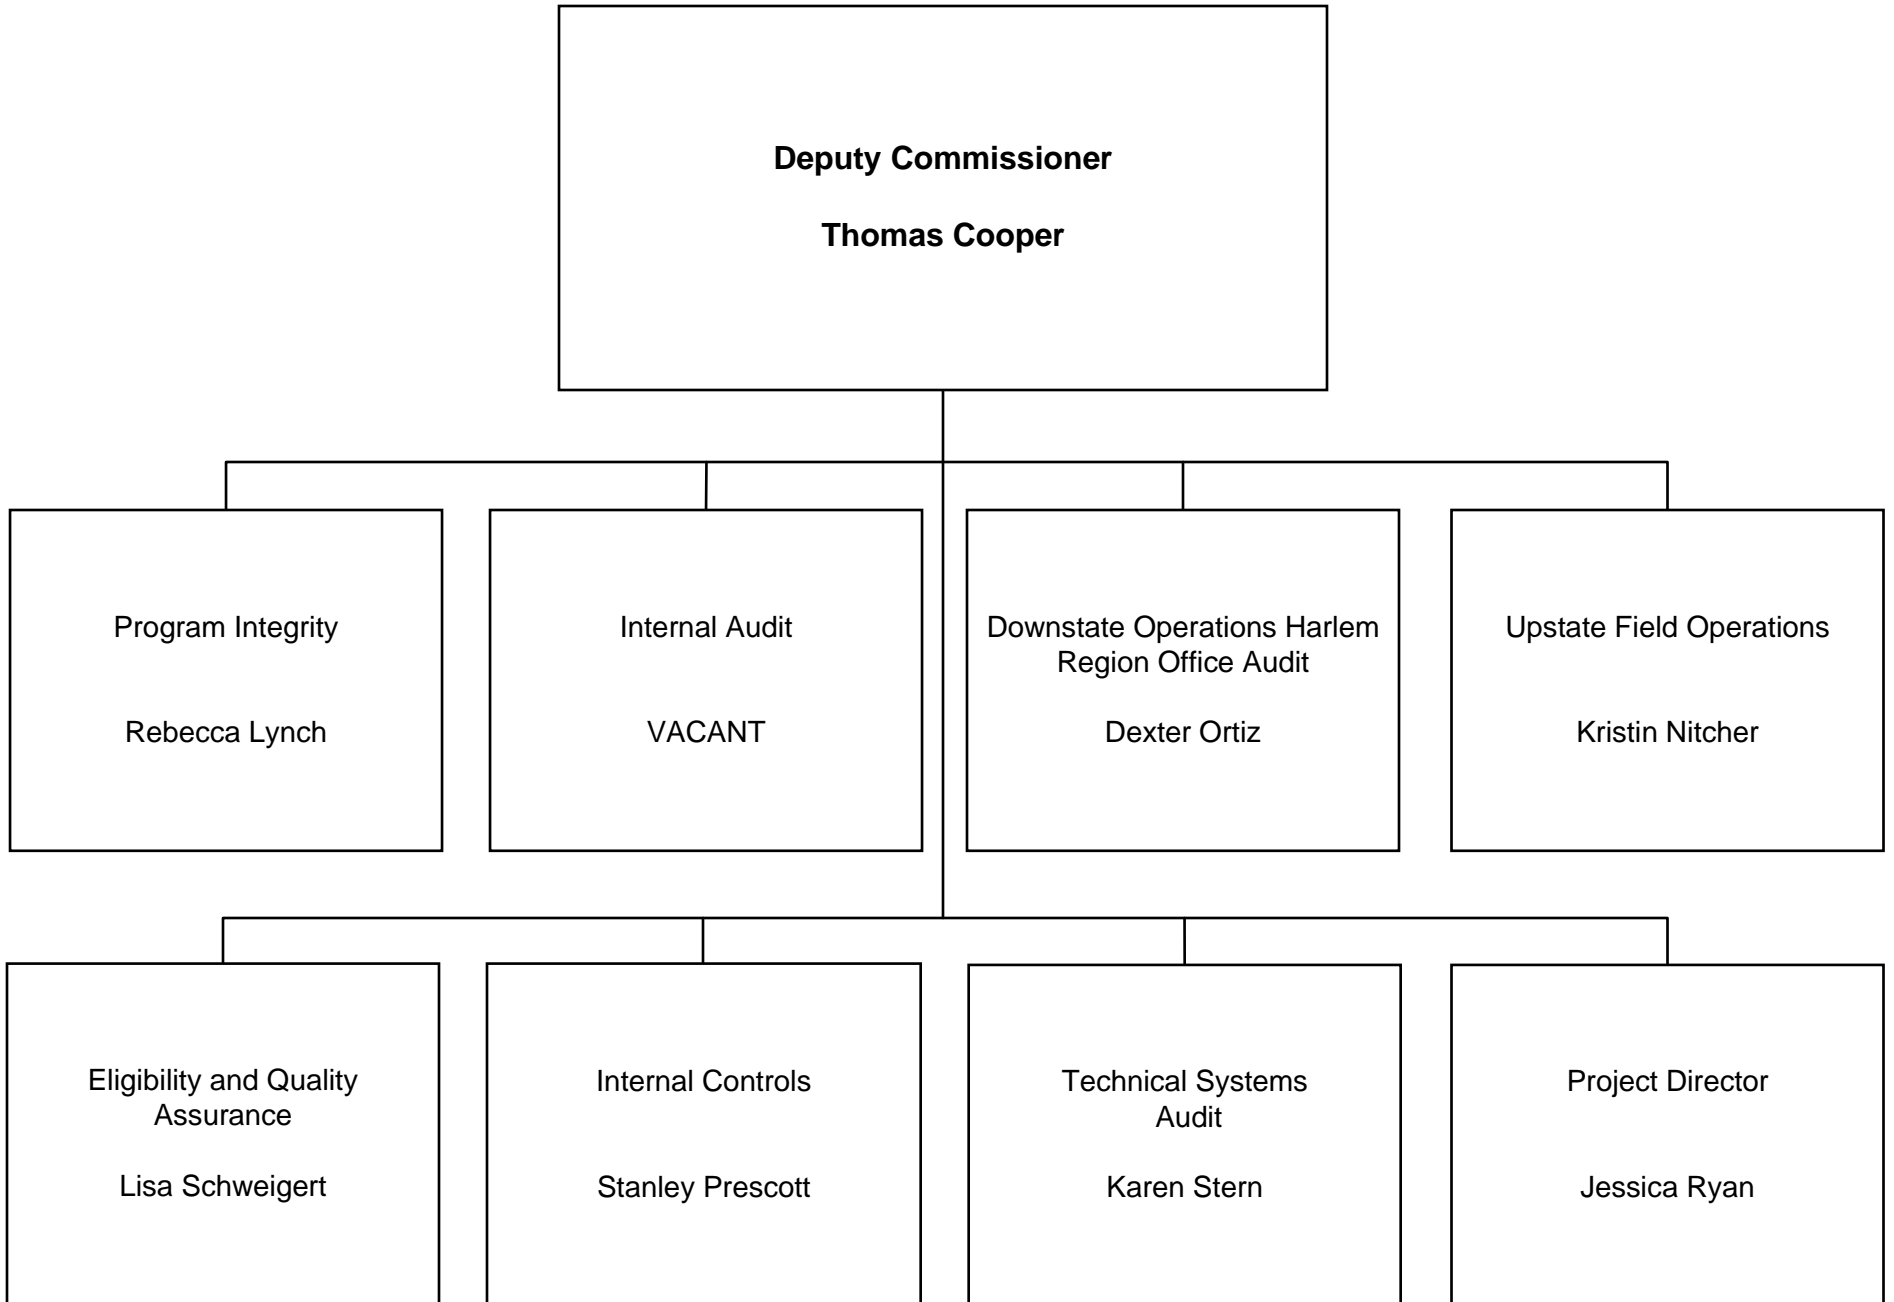 Deputy Commissioner
Thomas Cooper
Program Integrity
Rebecca Lynch
Internal Audit
VACANT
Downstate Operations Harlem
Region Office Audit
Dexter Ortiz
Upstate Field Operations
Kristin Nitcher
Eligibility and Quality
Assurance
Lisa Schweigert
Internal Controls
Stanley Prescott
Technical Systems
Audit
Karen Stern
Project Director
Jessica Ryan